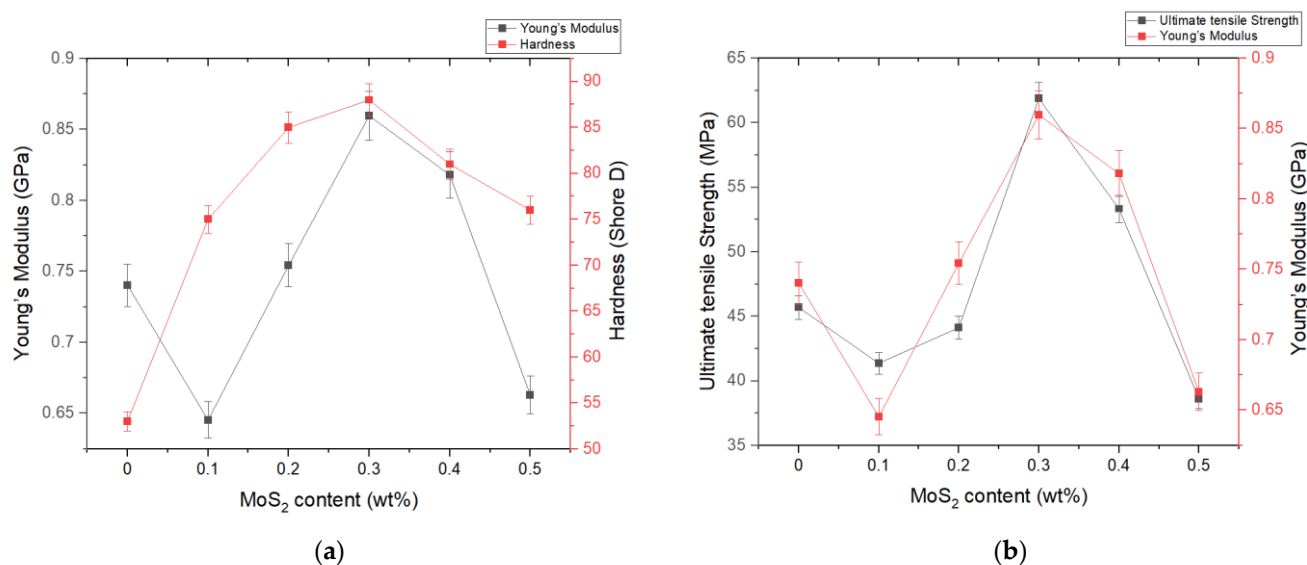 Young's Modulus
Hardness
0.9
0.85
0.8
0.75
0.7
0.65
Young's Modulus (GPa)
90
85
80
75
70
65
60
55
50
Hardness (Shore D)
0 0.1 0.2 0.3 0.4 0.5
MoS₂ content (wt%)
(a)
Ultimate tensile Strength
Young's Modulus
65
60
55
50
45
40
35
Ultimate tensile Strength (MPa)
0.9
0.85
0.8
0.75
0.7
0.65
Young's Modulus (GPa)
0 0.1 0.2 0.3 0.4 0.5
MoS₂ content (wt%)
(b)